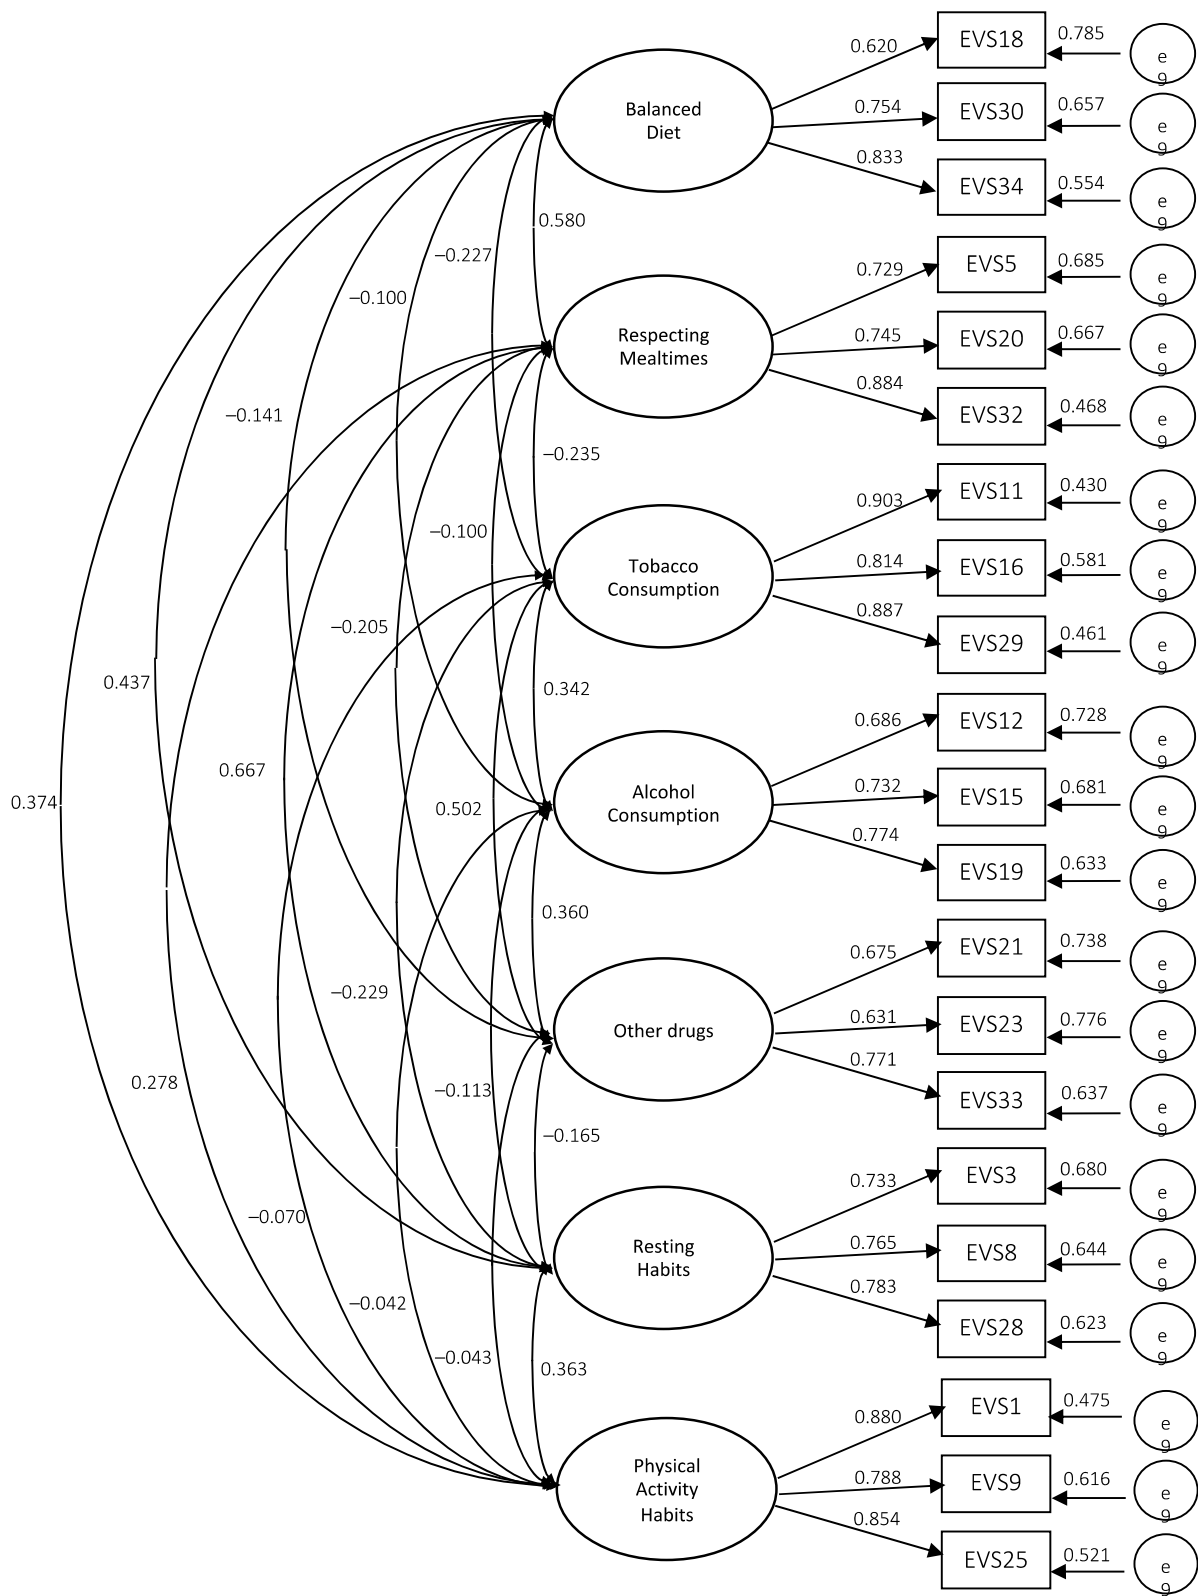 0.620
EVS18
0.785
e
9
Balanced
Diet
0.754
EVS30
0.657
e
9
0.833
EVS34
0.554
e
9
0.580
−0.227
−0.100
0.729
EVS5
0.685
e
9
Respecting
Mealtimes
0.745
EVS20
0.667
e
9
0.884
EVS32
0.468
e
9
−0.141
−0.235
0.903
EVS11
0.430
e
9
−0.100
Tobacco
Consumption
0.814
EVS16
0.581
e
9
0.887
EVS29
0.461
e
9
−0.205
0.437
0.342
0.686
EVS12
0.728
e
9
0.667
0.374
0.502
Alcohol
Consumption
0.732
EVS15
0.681
e
9
0.774
EVS19
0.633
e
9
0.360
0.675
EVS21
0.738
e
9
−0.229
Other drugs
0.631
EVS23
0.776
e
9
0.771
EVS33
0.637
e
9
0.278
−0.113
−0.165
0.733
EVS3
0.680
e
9
−0.070
Resting
Habits
0.765
EVS8
0.644
e
9
0.783
EVS28
0.623
e
9
−0.042
−0.043
0.363
0.880
EVS1
0.475
e
9
Physical
Activity
Habits
0.788
EVS9
0.616
e
9
0.854
EVS25
0.521
e
9